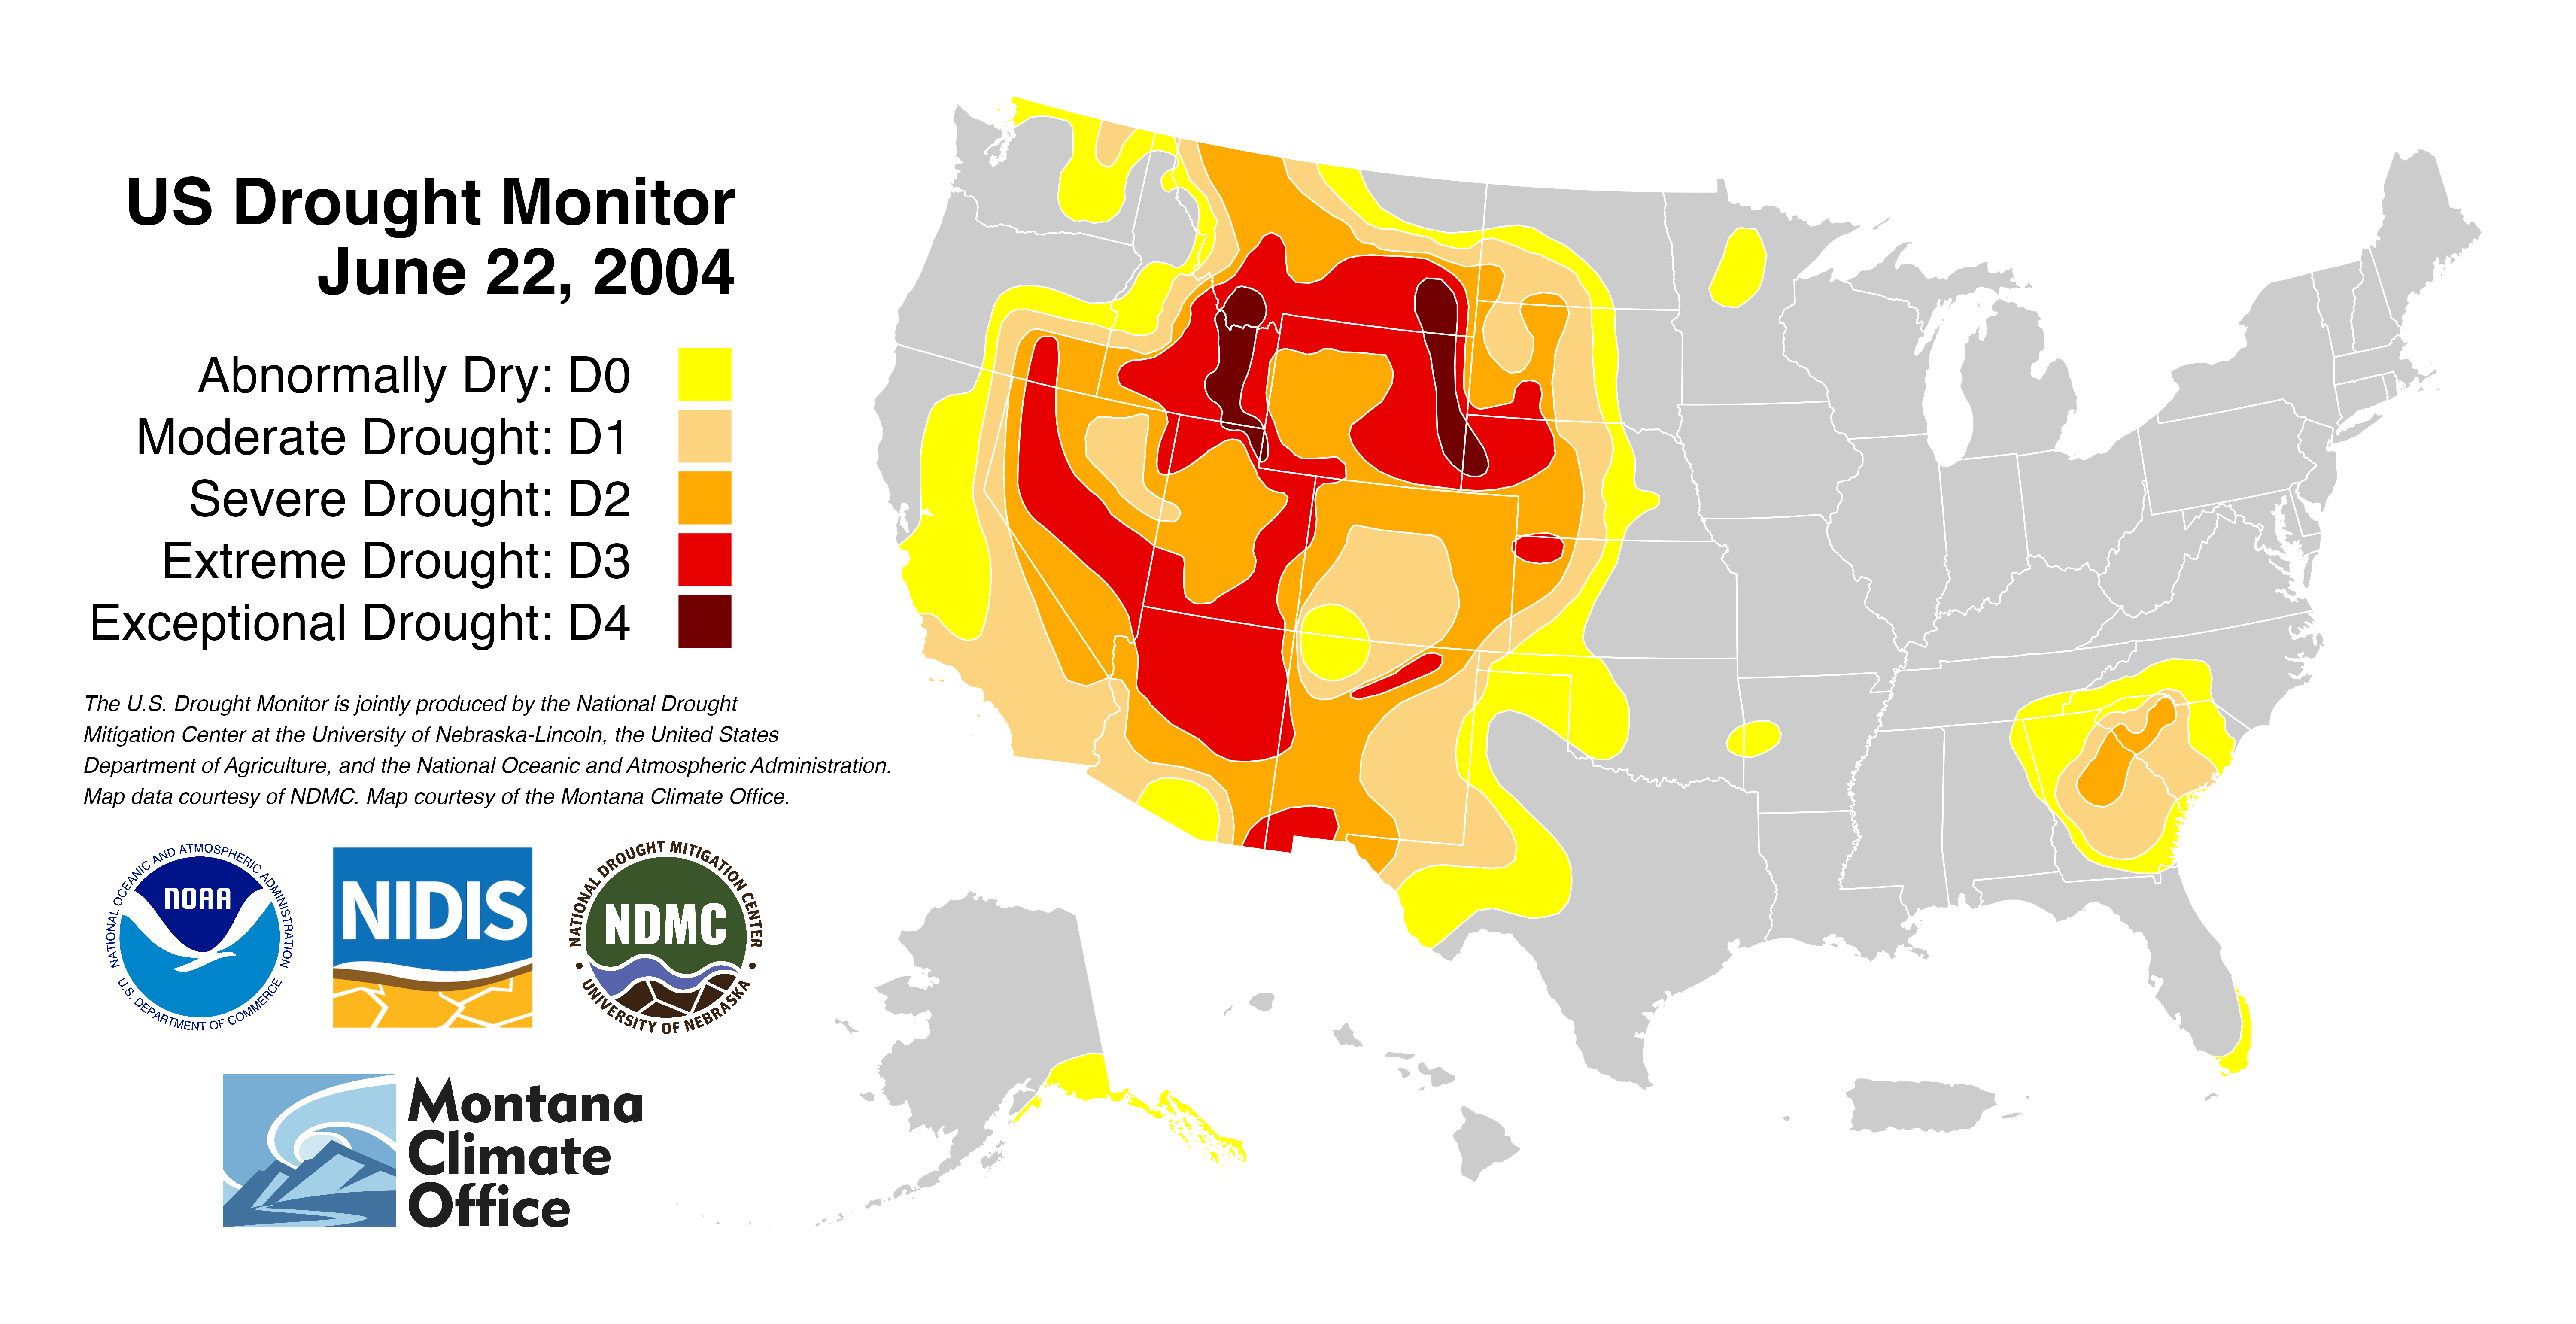 US Drought Monitor
June 22, 2004
Abnormally Dry: D0
Moderate Drought: D1
Severe Drought: D2
Extreme Drought: D3
Exceptional Drought: D4
The U.S. Drought Monitor is jointly produced by the National Drought
Mitigation Center at the University of Nebraska-Lincoln, the United States
Department of Agriculture, and the National Oceanic and Atmospheric Administration.
Map data courtesy of NDMC. Map courtesy of the Montana Climate Office.
NATIONAL OCEANIC AND ATMOSPHERIC ADMINISTRATION
NOAA
U.S. DEPARTMENT OF COMMERCE
NIDIS
NATIONAL DROUGHT MITIGATION CENTER
NDMC
UNIVERSITY OF NEBRASKA
Montana
Climate
Office